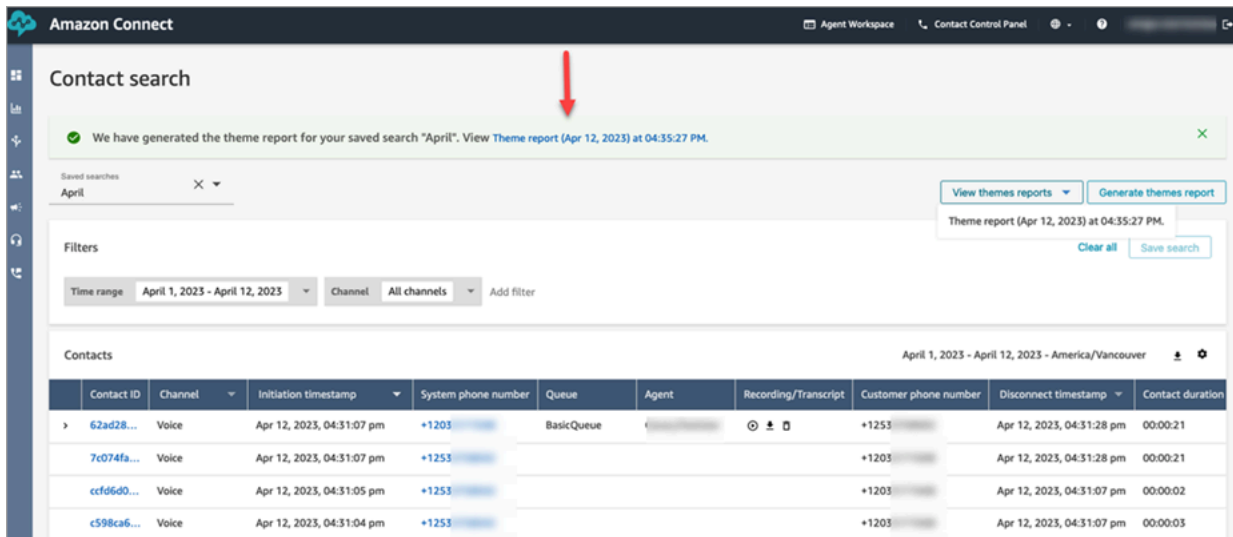 Amazon Connect Agent Workspace Contact Control Panel
Contact search
We have generated the theme report for your saved search "April". View Theme report (Apr 12, 2023) at 04:35:27 PM.
Saved searches
April
View themes reports Generate themes report
Theme report (Apr 12, 2023) at 04:35:27 PM.
Filters
Clear all Save search
Time range April 1, 2023 - April 12, 2023 Channel All channels Add filter
Contacts April 1, 2023 - April 12, 2023 - America/Vancouver
Contact ID Channel Initiation timestamp System phone number Queue Agent Recording/Transcript Customer phone number Disconnect timestamp Contact duration
62ad28... Voice Apr 12, 2023, 04:31:07 pm +1203 BasicQueue +1253 Apr 12, 2023, 04:31:28 pm 00:00:21
7c074fa... Voice Apr 12, 2023, 04:31:07 pm +1253 +1203 Apr 12, 2023, 04:31:28 pm 00:00:21
ccfd6d0... Voice Apr 12, 2023, 04:31:05 pm +1253 +1203 Apr 12, 2023, 04:31:07 pm 00:00:02
c598ca6... Voice Apr 12, 2023, 04:31:04 pm +1253 +1203 Apr 12, 2023, 04:31:07 pm 00:00:03